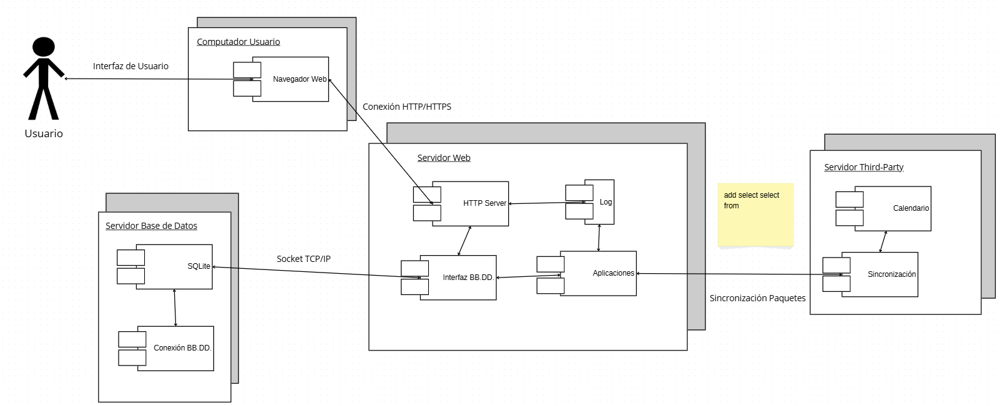 Computador Usuario
Interfaz de Usuario
Navegador Web
Usuario
Conexión HTTP/HTTPS
Servidor Web
HTTP Server
Log
Interfaz BB.DD.
Aplicaciones
add select select
from
Servidor Third-Party
Calendario
Sincronización
Sincronización Paquetes
Servidor Base de Datos
SQLite
Socket TCP/IP
Conexión BB.DD.